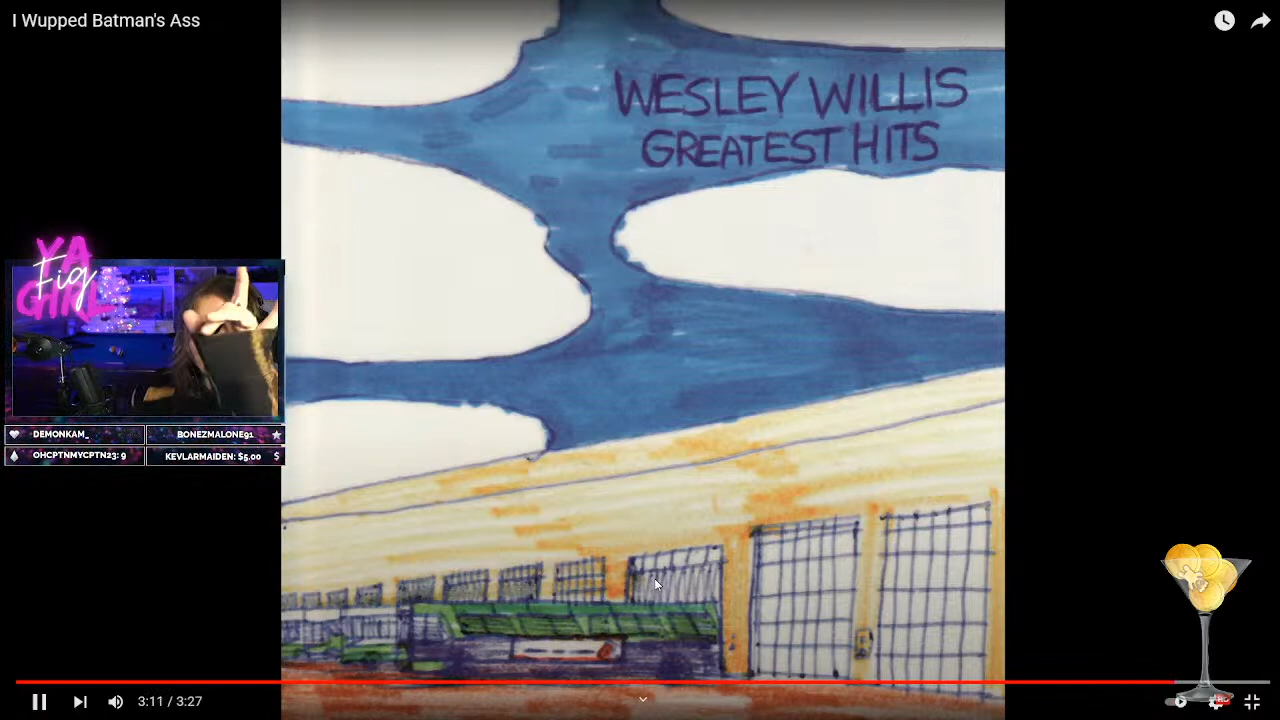 I Wupped Batman's Ass
WESLEY WILLIS
GREATEST HITS
YA
Fig
GIRL
DEMONKAM_
BONEZMALONE91
OHCPTNMYCPTN23: 9
KEVLARMAIDEN: $5.00 $
3:11 / 3:27
HD